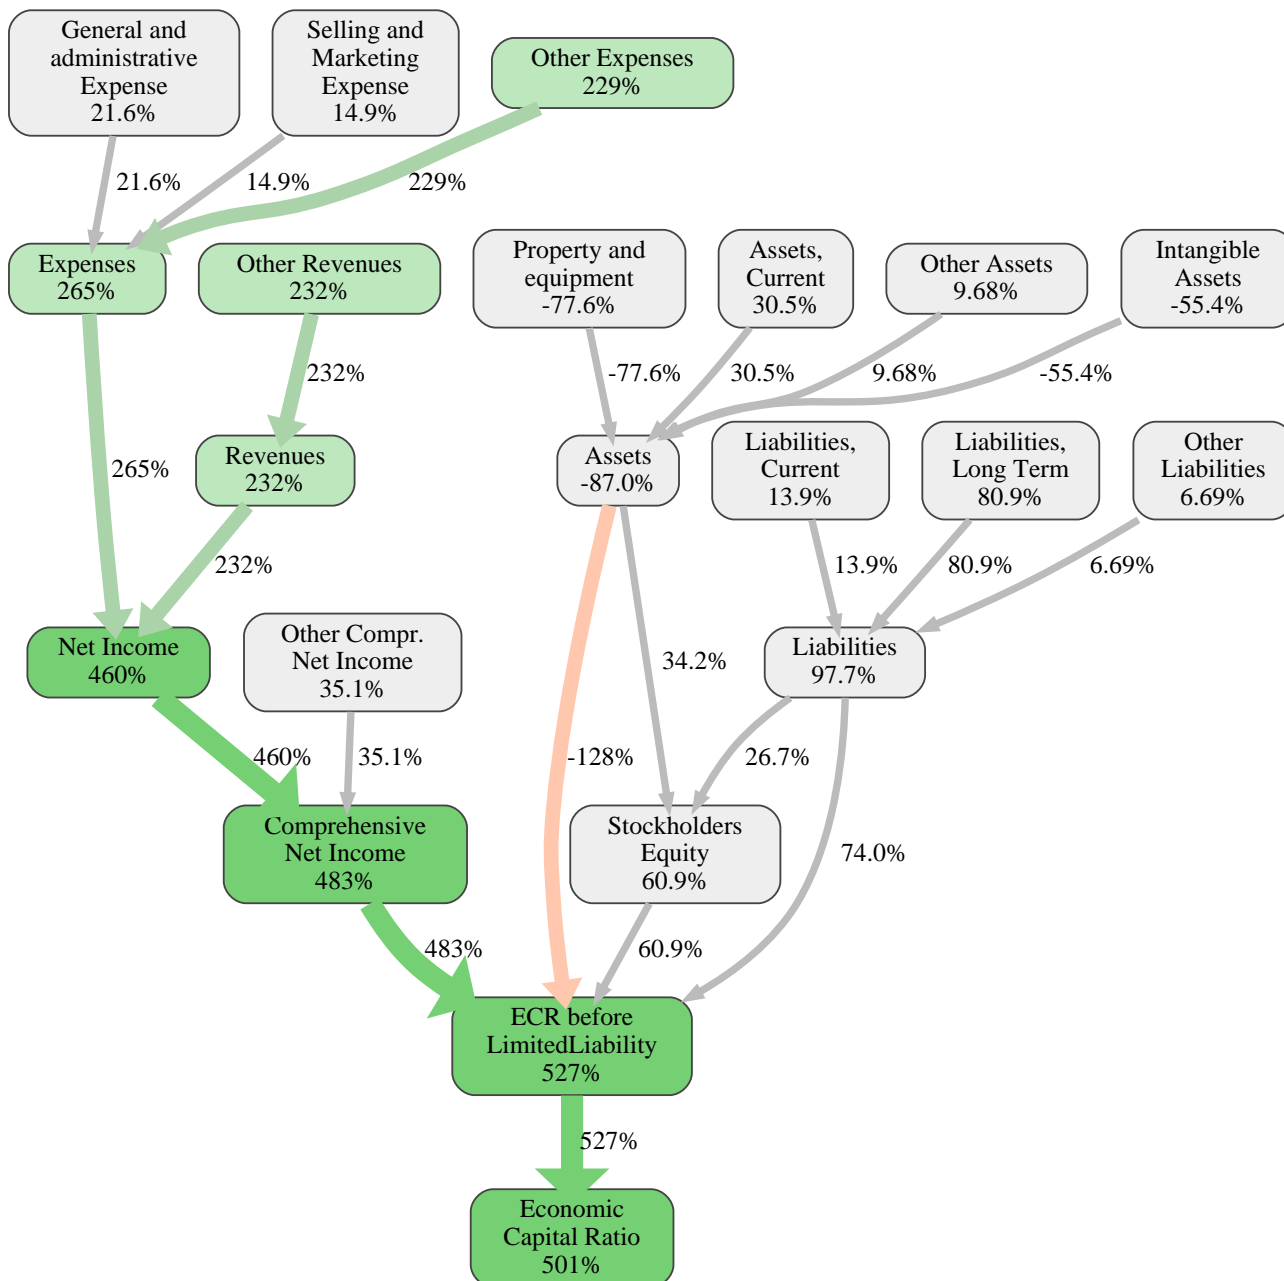 General and
administrative
Expense
21.6%
Selling and
Marketing
Expense
14.9%
Other Expenses
229%
21.6%
14.9%
229%
Expenses
265%
Other Revenues
232%
Property and
equipment
-77.6%
Assets,
Current
30.5%
Other Assets
9.68%
Intangible
Assets
-55.4%
232%
-77.6%
30.5%
9.68%
-55.4%
265%
Revenues
232%
Assets
-87.0%
Liabilities,
Current
13.9%
Liabilities,
Long Term
80.9%
Other
Liabilities
6.69%
232%
13.9%
80.9%
6.69%
Net Income
460%
Other Compr.
Net Income
35.1%
34.2%
Liabilities
97.7%
460%
35.1%
-128%
26.7%
Comprehensive
Net Income
483%
Stockholders
Equity
60.9%
74.0%
483%
60.9%
ECR before
LimitedLiability
527%
527%
Economic
Capital Ratio
501%